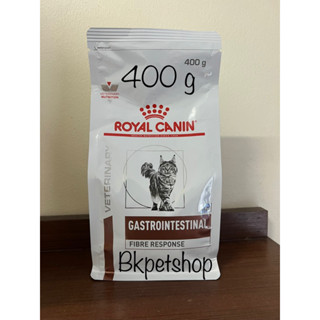 400 g
400 g
ROYAL CANIN
VETERINARY
GASTROINTESTINAL
FIBRE RESPONSE
Bkpetshop